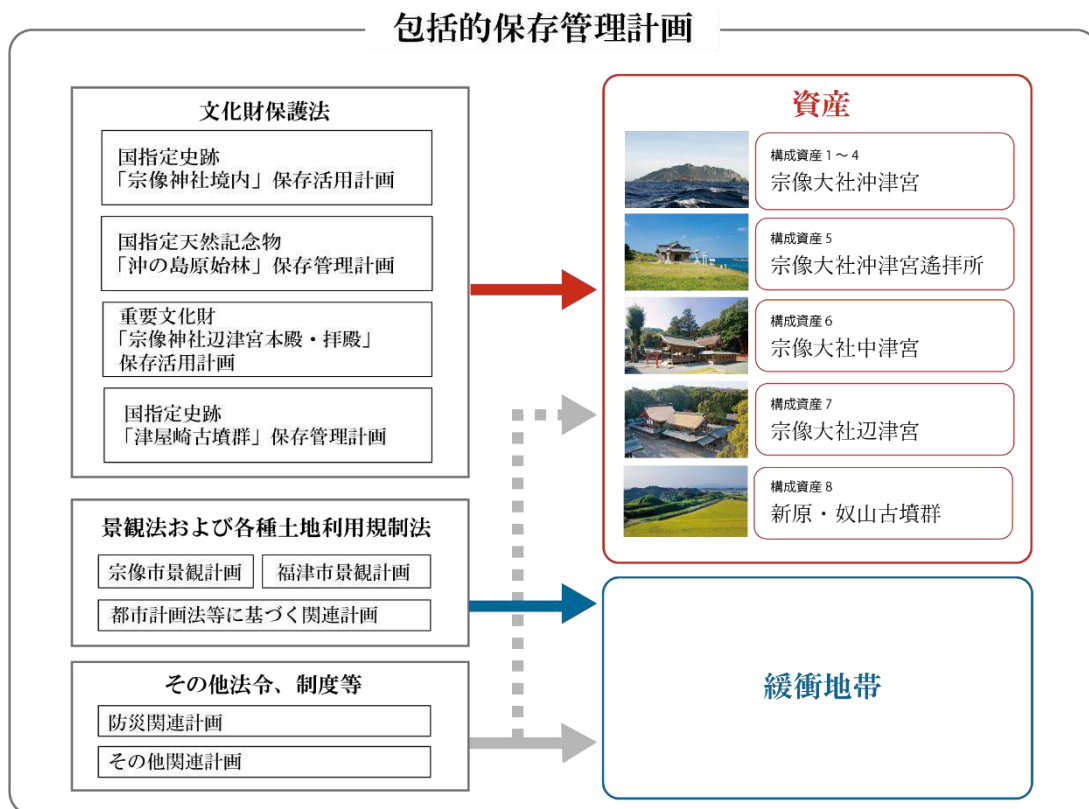 包括的保存管理計画
文化財保護法
国指定史跡
「宗像神社境内」保存活用計画
国指定天然記念物
「沖の島原始林」保存管理計画
重要文化財
「宗像神社辺津宮本殿・拝殿」
保存活用計画
国指定史跡
「津屋崎古墳群」保存管理計画
景観法および各種土地利用規制法
宗像市景観計画
福津市景観計画
都市計画法等に基づく関連計画
その他法令、制度等
防災関連計画
その他関連計画
資産
構成資産 1～4
宗像大社沖津宮
構成資産 5
宗像大社沖津宮遙拝所
構成資産 6
宗像大社中津宮
構成資産 7
宗像大社辺津宮
構成資産 8
新原・奴山古墳群
緩衝地帯